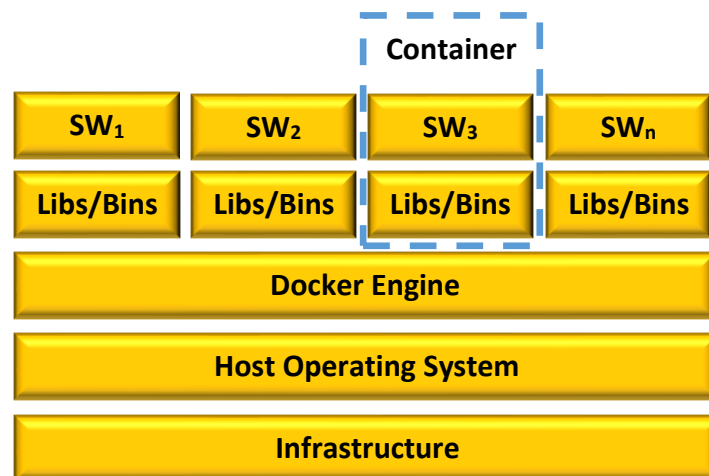 Container
SW₁ SW₂ SW₃ SWₙ
Libs/Bins Libs/Bins Libs/Bins Libs/Bins
Docker Engine
Host Operating System
Infrastructure